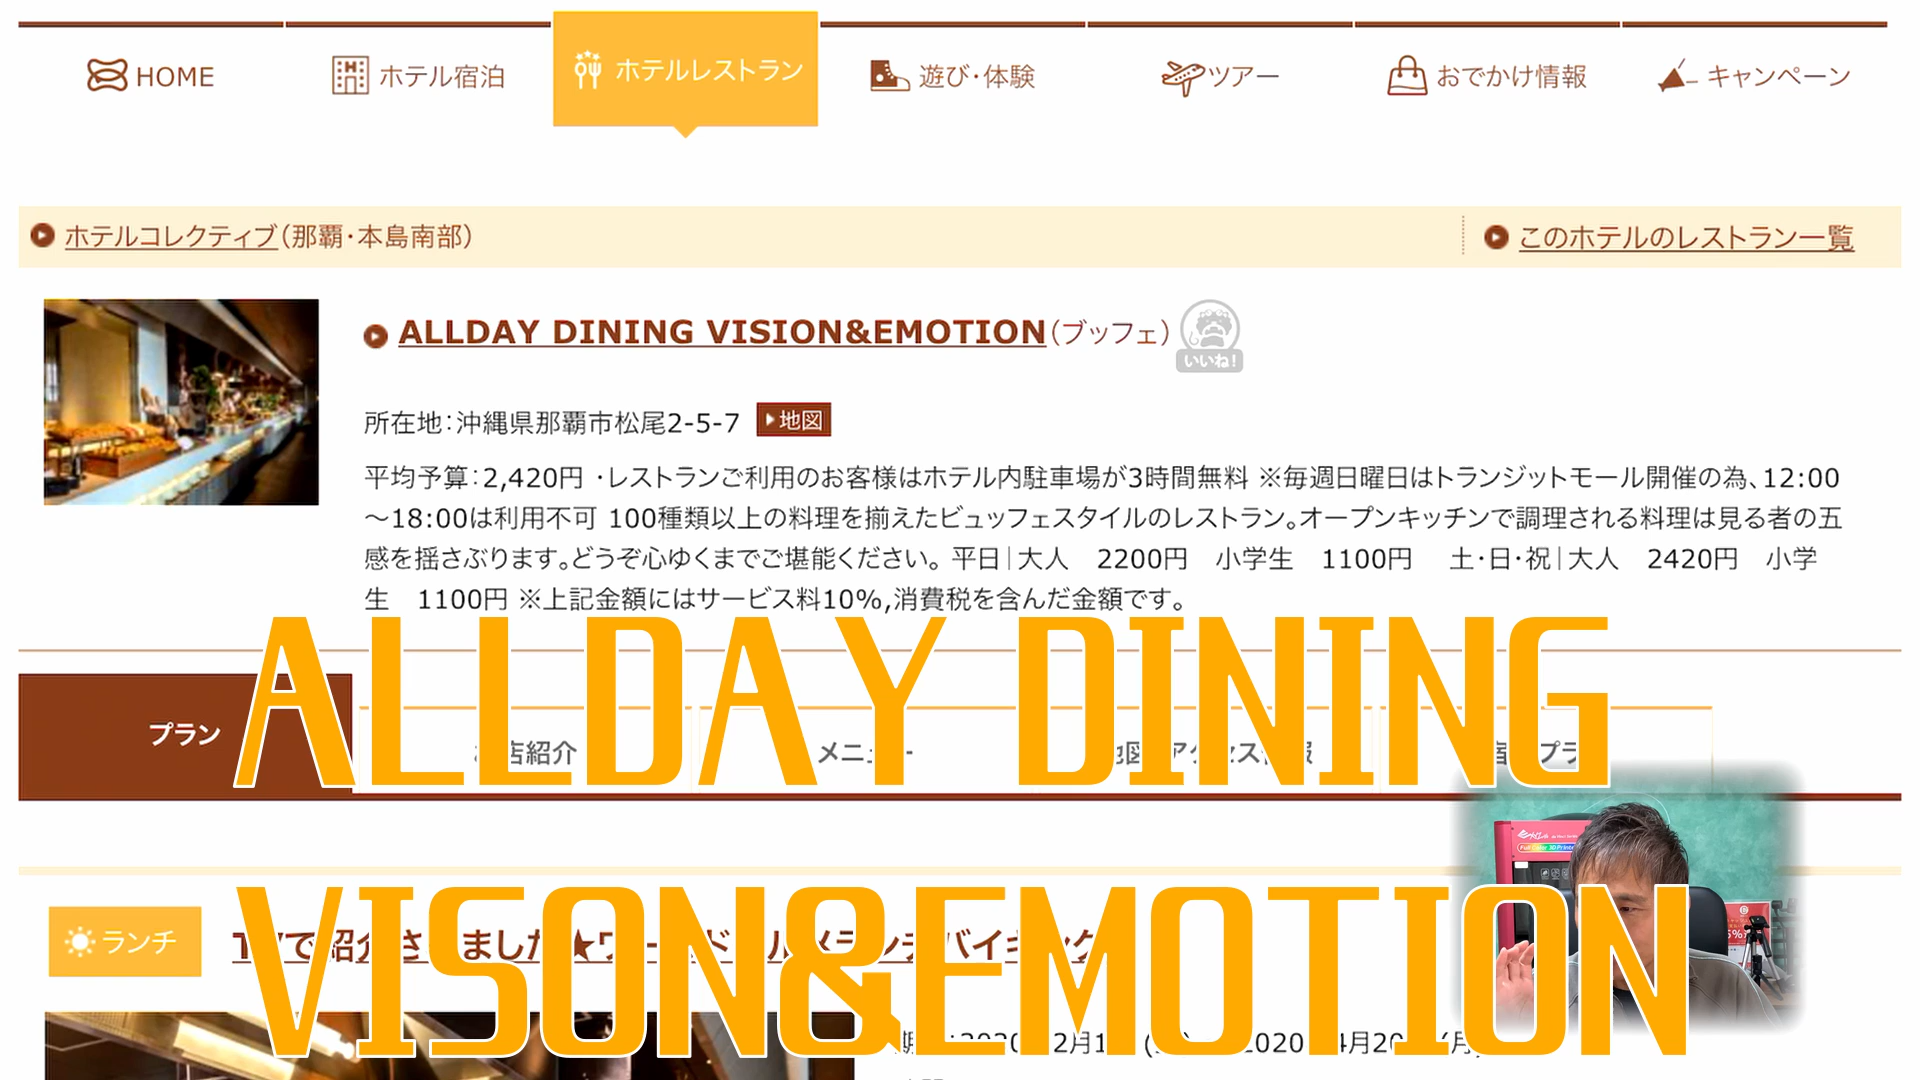 HOME
ホテル宿泊
ホテルレストラン
遊び・体験
ツアー
おでかけ情報
キャンペーン
ホテルコレクティブ(那覇・本島南部)
このホテルのレストラン一覧
ALLDAY DINING VISION&EMOTION(ブッフェ)
いいね!
所在地:沖縄県那覇市松尾2-5-7
地図
平均予算:2,420円 ・レストランご利用のお客様はホテル内駐車場が3時間無料 ※毎週日曜日はトランジットモール開催の為、12:00
~18:00は利用不可 100種類以上の料理を揃えたビュッフェスタイルのレストラン。オープンキッチンで調理される料理は見る者の五
感を揺さぶります。どうぞ心ゆくまでご堪能ください。 平日|大人 2200円 小学生 1100円 土・日・祝|大人 2420円 小学
生 1100円 ※上記金額にはサービス料10%,消費税を含んだ金額です。
ALLDAY DINING
プラン
店紹介
メニュー
ランチ
VISON&EMOTION